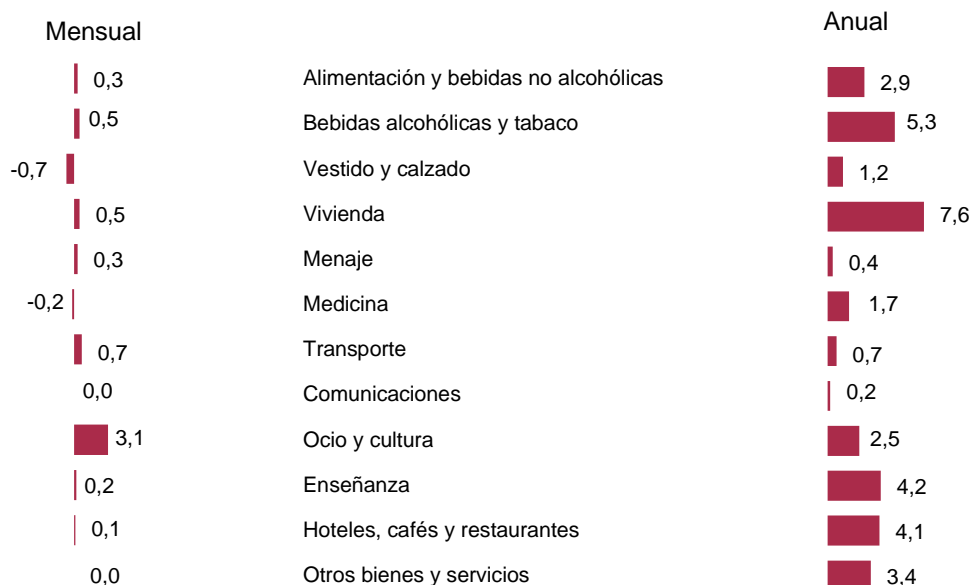 Mensual Anual
0,3 Alimentación y bebidas no alcohólicas 2,9
0,5 Bebidas alcohólicas y tabaco 5,3
-0,7 Vestido y calzado 1,2
0,5 Vivienda 7,6
0,3 Menaje 0,4
-0,2 Medicina 1,7
0,7 Transporte 0,7
0,0 Comunicaciones 0,2
3,1 Ocio y cultura 2,5
0,2 Enseñanza 4,2
0,1 Hoteles, cafés y restaurantes 4,1
0,0 Otros bienes y servicios 3,4